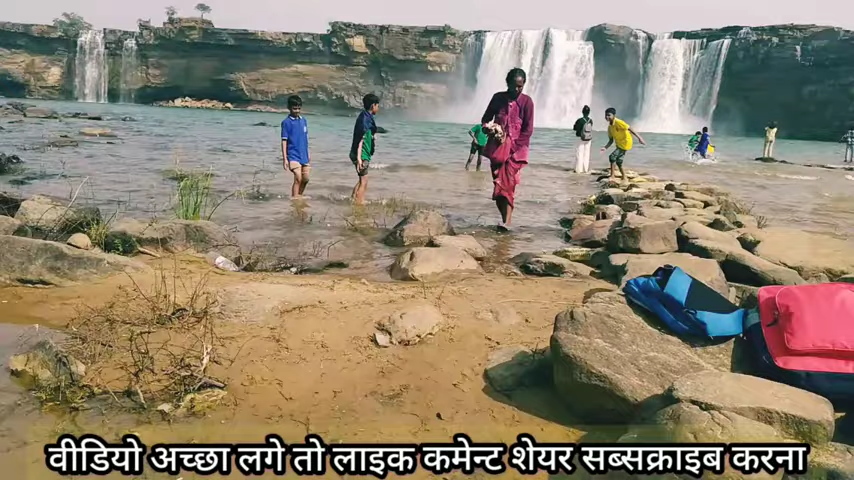 वीडियो अच्छा लगे तो लाइक कमेन्ट शेयर सब्सक्राइब करना